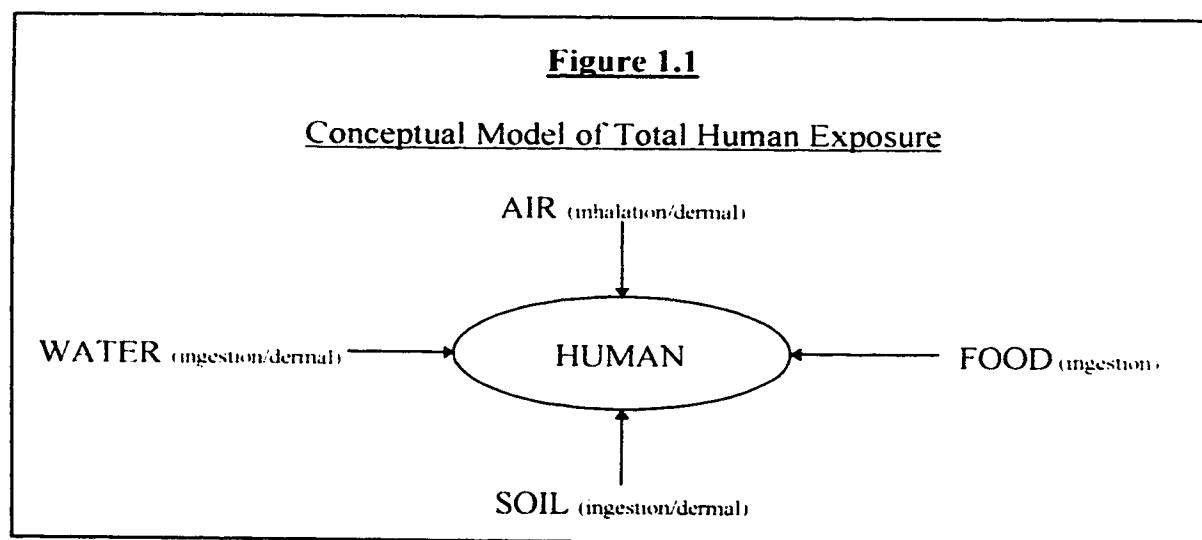 Figure 1.1
Conceptual Model of Total Human Exposure
AIR (inhalation/dermal)
WATER (ingestion/dermal)
HUMAN
FOOD (ingestion)
SOIL (ingestion/dermal)